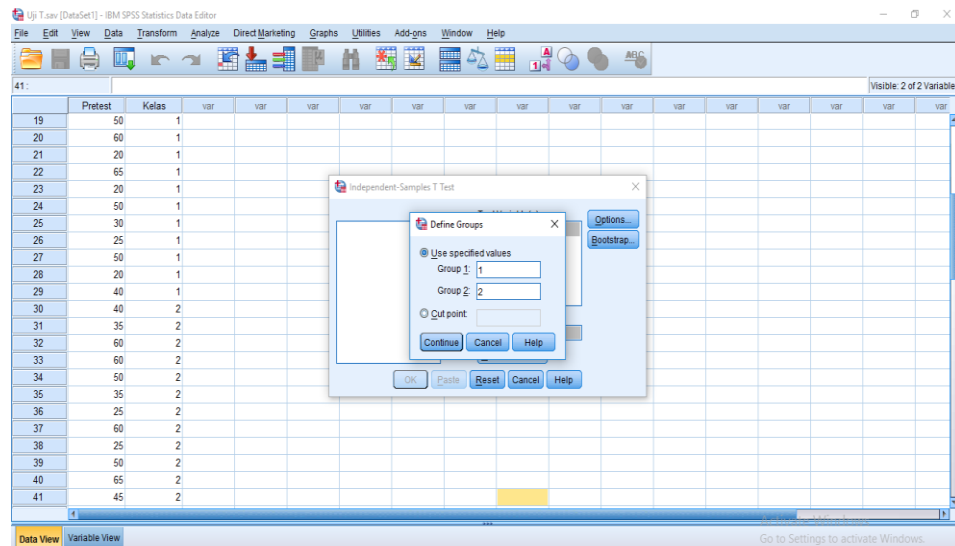 Uji T.sav [DataSet1] - IBM SPSS Statistics Data Editor
File Edit View Data Transform Analyze Direct Marketing Graphs Utilities Add-ons Window Help
41 :
Visible: 2 of 2 Variable
Pretest Kelas var var var var var var var var var var var var var var var
19 50 1
20 60 1
21 20 1
22 65 1
23 20 1
24 50 1
25 30 1
26 25 1
27 50 1
28 20 1
29 40 1
30 40 2
31 35 2
32 60 2
33 60 2
34 50 2
35 35 2
36 25 2
37 60 2
38 25 2
39 50 2
40 65 2
41 45 2
Independent-Samples T Test
Options...
Bootstrap...
Define Groups
Use specified values
Group 1: 1
Group 2: 2
Cut point:
Continue Cancel Help
OK Paste Reset Cancel Help
Data View Variable View
Go to Settings to activate Windows.